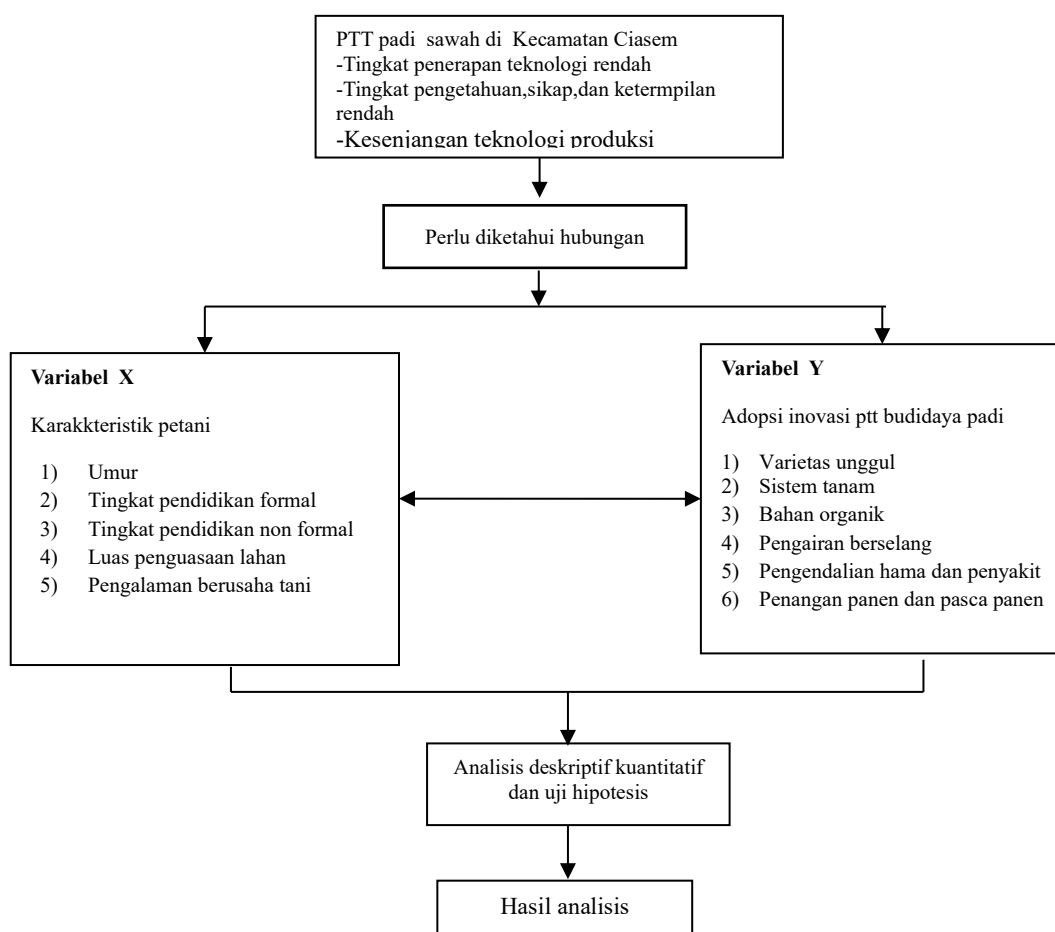 PTT padi sawah di Kecamatan Ciasem
-Tingkat penerapan teknologi rendah
-Tingkat pengetahuan,sikap,dan ketermpilan
rendah
-Kesenjangan teknologi produksi
Perlu diketahui hubungan
Variabel X
Karakkteristik petani
1) Umur
2) Tingkat pendidikan formal
3) Tingkat pendidikan non formal
4) Luas penguasaan lahan
5) Pengalaman berusaha tani
Variabel Y
Adopsi inovasi ptt budidaya padi
1) Varietas unggul
2) Sistem tanam
3) Bahan organik
4) Pengairan berselang
5) Pengendalian hama dan penyakit
6) Penangan panen dan pasca panen
Analisis deskriptif kuantitatif
dan uji hipotesis
Hasil analisis